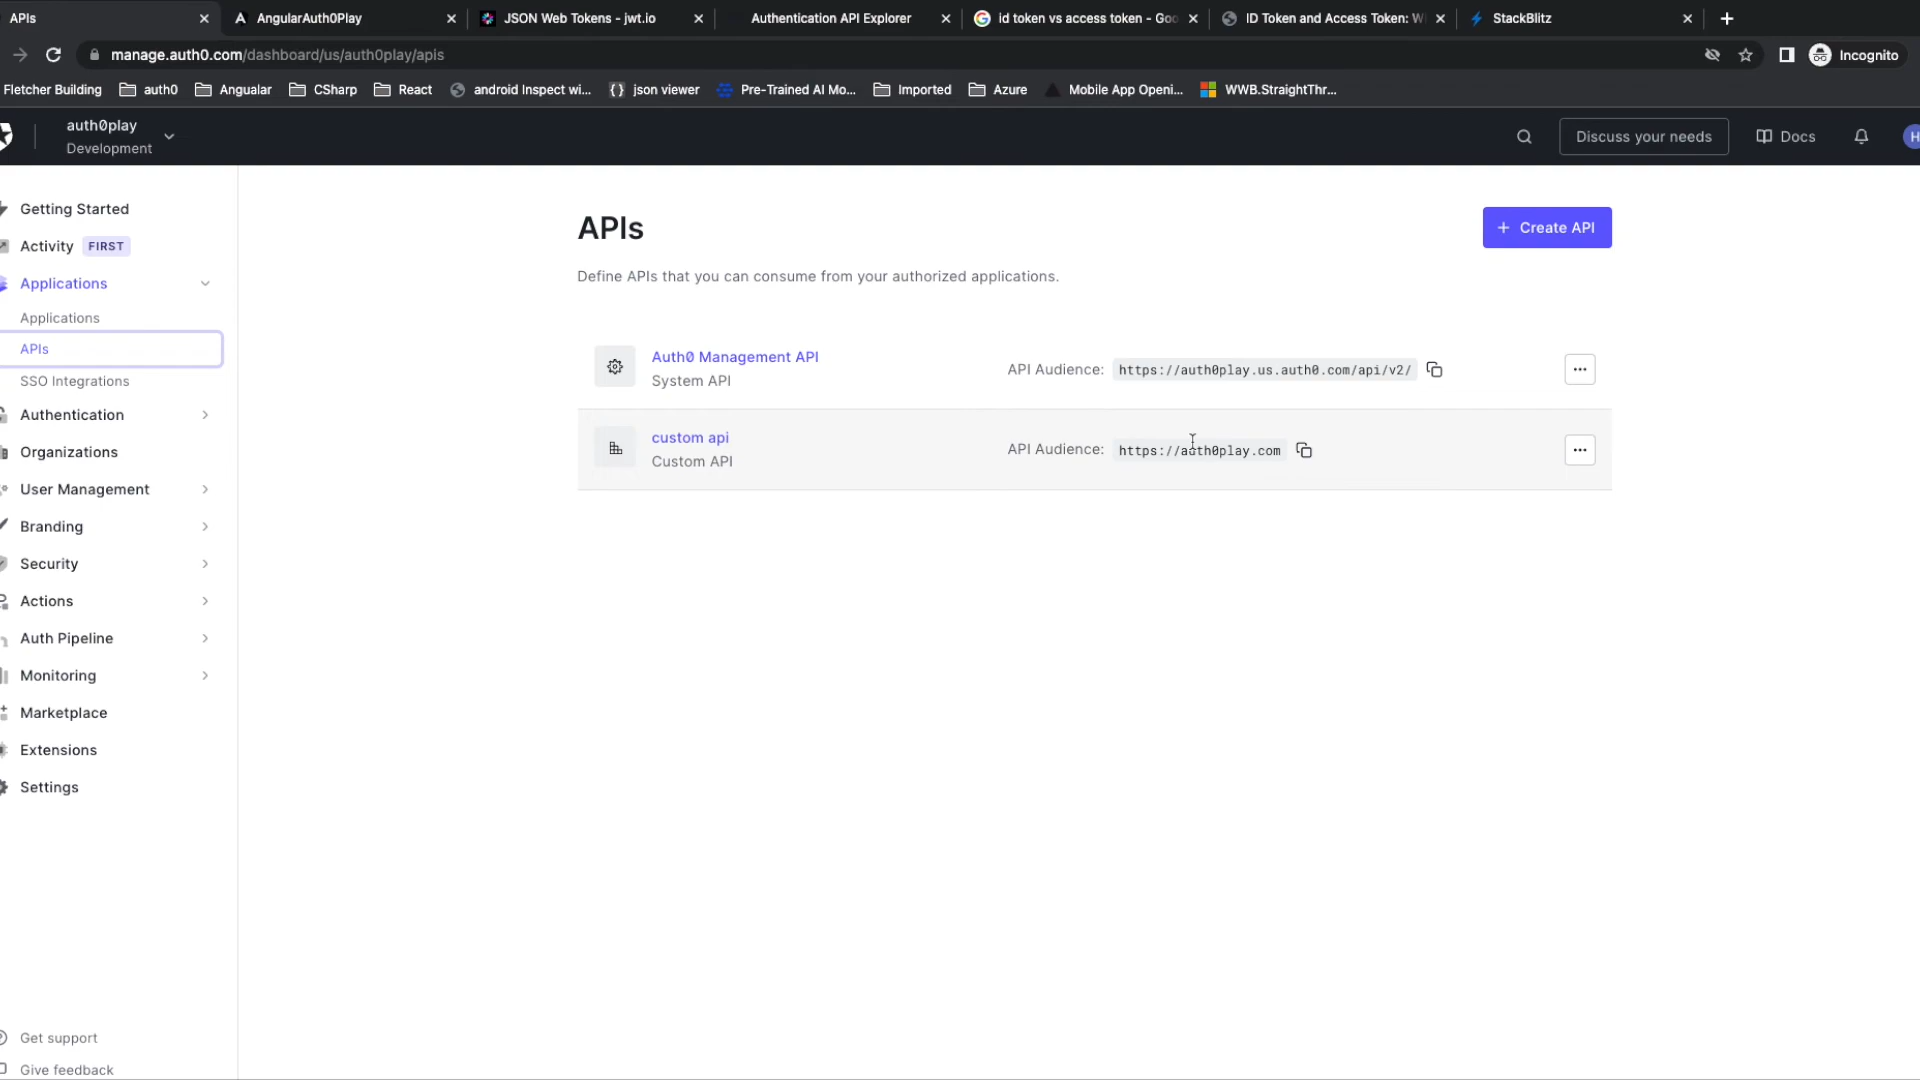 APIs
AngularAuth0Play
JSON Web Tokens - jwt.io
Authentication API Explorer
id token vs access token - Goo
ID Token and Access Token: W
StackBlitz
manage.auth0.com/dashboard/us/auth0play/apis
Incognito
Fletcher Building
auth0
Angular
CSharp
React
android Inspect wi...
json viewer
Pre-Trained AI Mo...
Imported
Azure
Mobile App Openi...
WWB.StraightThr...
auth0play
Development
Discuss your needs
Docs
H
Getting Started
Activity FIRST
Applications
Applications
APIs
SSO Integrations
Authentication
Organizations
User Management
Branding
Security
Actions
Auth Pipeline
Monitoring
Marketplace
Extensions
Settings
Get support
Give feedback
APIs
+ Create API
Define APIs that you can consume from your authorized applications.
Auth0 Management API
System API
API Audience: https://auth0play.us.auth0.com/api/v2/
custom api
Custom API
API Audience: https://auth0play.com